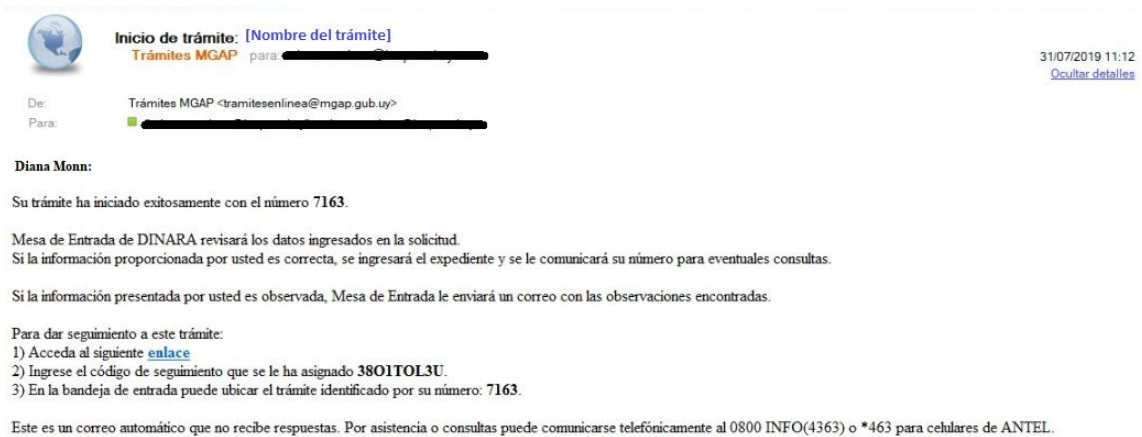 Inicio de trámite: [Nombre del trámite]
Trámites MGAP para:
31/07/2019 11:12
Ocultar detalles
De: Trámites MGAP <tramitesenlinea@mgap.gub.uy>
Para:
Diana Monn:
Su trámite ha iniciado exitosamente con el número 7163.
Mesa de Entrada de DINARA revisará los datos ingresados en la solicitud.
Si la información proporcionada por usted es correcta, se ingresará el expediente y se le comunicará su número para eventuales consultas.
Si la información presentada por usted es observada, Mesa de Entrada le enviará un correo con las observaciones encontradas.
Para dar seguimiento a este trámite:
1) Acceda al siguiente enlace
2) Ingrese el código de seguimiento que se le ha asignado 38O1TOL3U.
3) En la bandeja de entrada puede ubicar el trámite identificado por su número: 7163.
Este es un correo automático que no recibe respuestas. Por asistencia o consultas puede comunicarse telefónicamente al 0800 INFO(4363) o *463 para celulares de ANTEL.